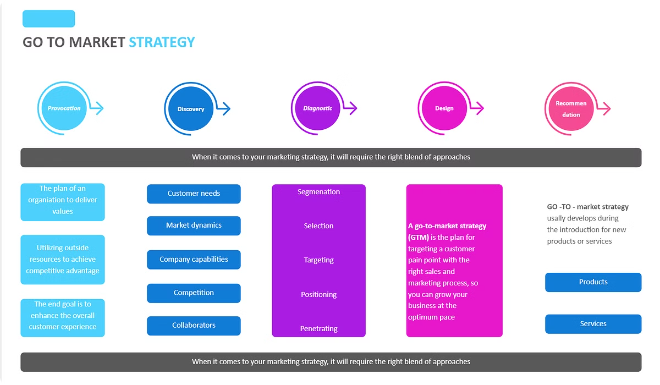 GO TO MARKET STRATEGY
Provocation
Discovery
Diagnostic
Design
Recommen
dation
When it comes to your marketing strategy, it will require the right blend of approaches
The plan of an
organiation to deliver
values
Utilizing outside
resources to achieve
competitive advantage
The end goal is to
enhance the overall
customer experience
Customer needs
Market dynamics
Company capabilities
Competition
Collaborators
Segmenation
Selection
Targeting
Positioning
Penetrating
A go-to-market strategy
(GTM) is the plan for
targeting a customer
pain point with the
right sales and
marketing process, so
you can grow your
business at the
optimum pace
GO -TO - market strategy
usally develops during
the introduction for new
products or services
Products
Services
When it comes to your marketing strategy, it will require the right blend of approaches